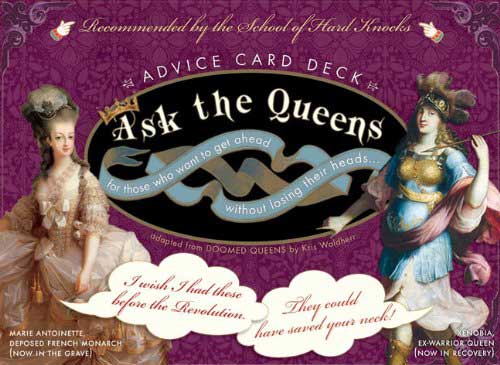 Recommended by the School of Hard Knocks
ADVICE CARD DECK
Ask the Queens
for those who want to get ahead
without losing their heads...
adapted from DOOMED QUEENS by Kris Waldherr
I wish I had these
before the Revolution.
They could
have saved your neck!
MARIE ANTOINETTE,
DEPOSED FRENCH MONARCH
(NOW IN THE GRAVE)
XENOBIA,
EX-WARRIOR QUEEN
(NOW IN RECOVERY)